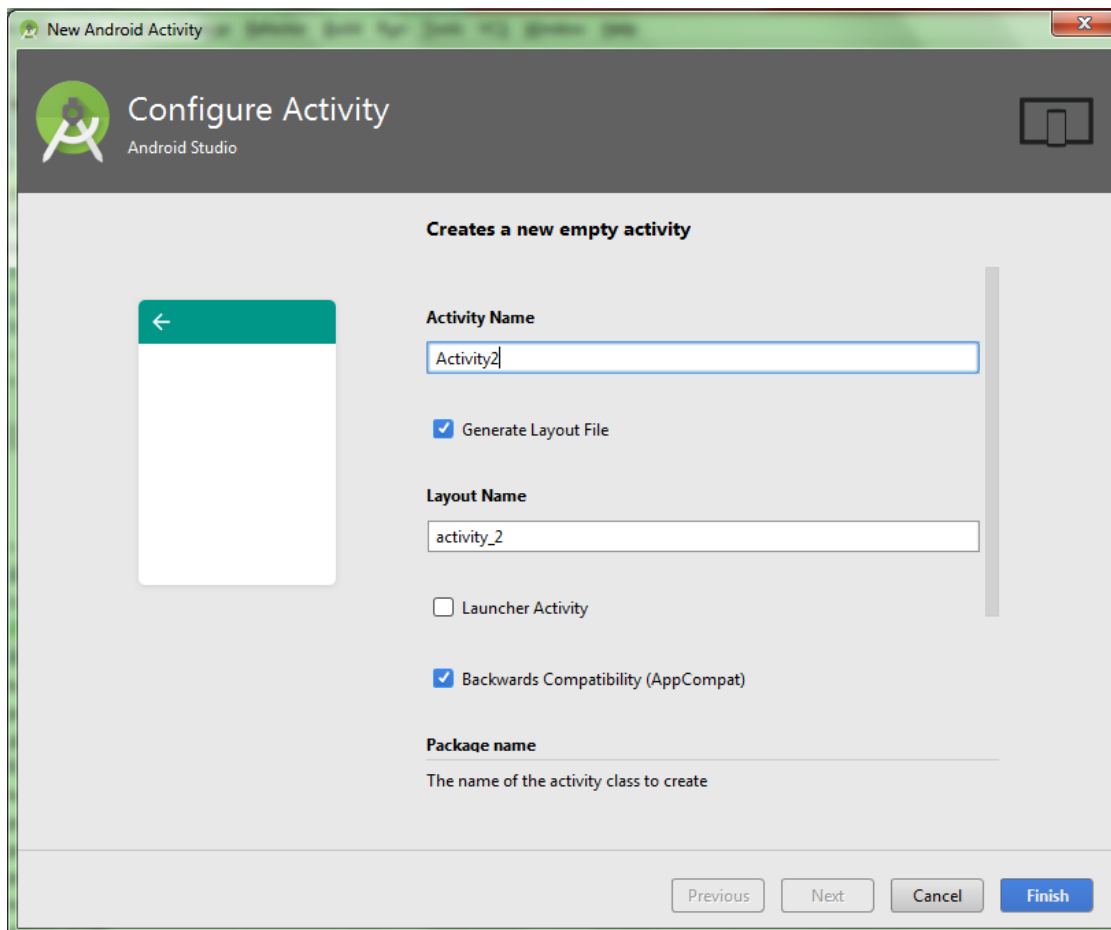 New Android Activity
Configure Activity
Android Studio
Creates a new empty activity
Activity Name
Activity2
Generate Layout File
Layout Name
activity_2
Launcher Activity
Backwards Compatibility (AppCompat)
Package name
The name of the activity class to create
Previous Next Cancel Finish